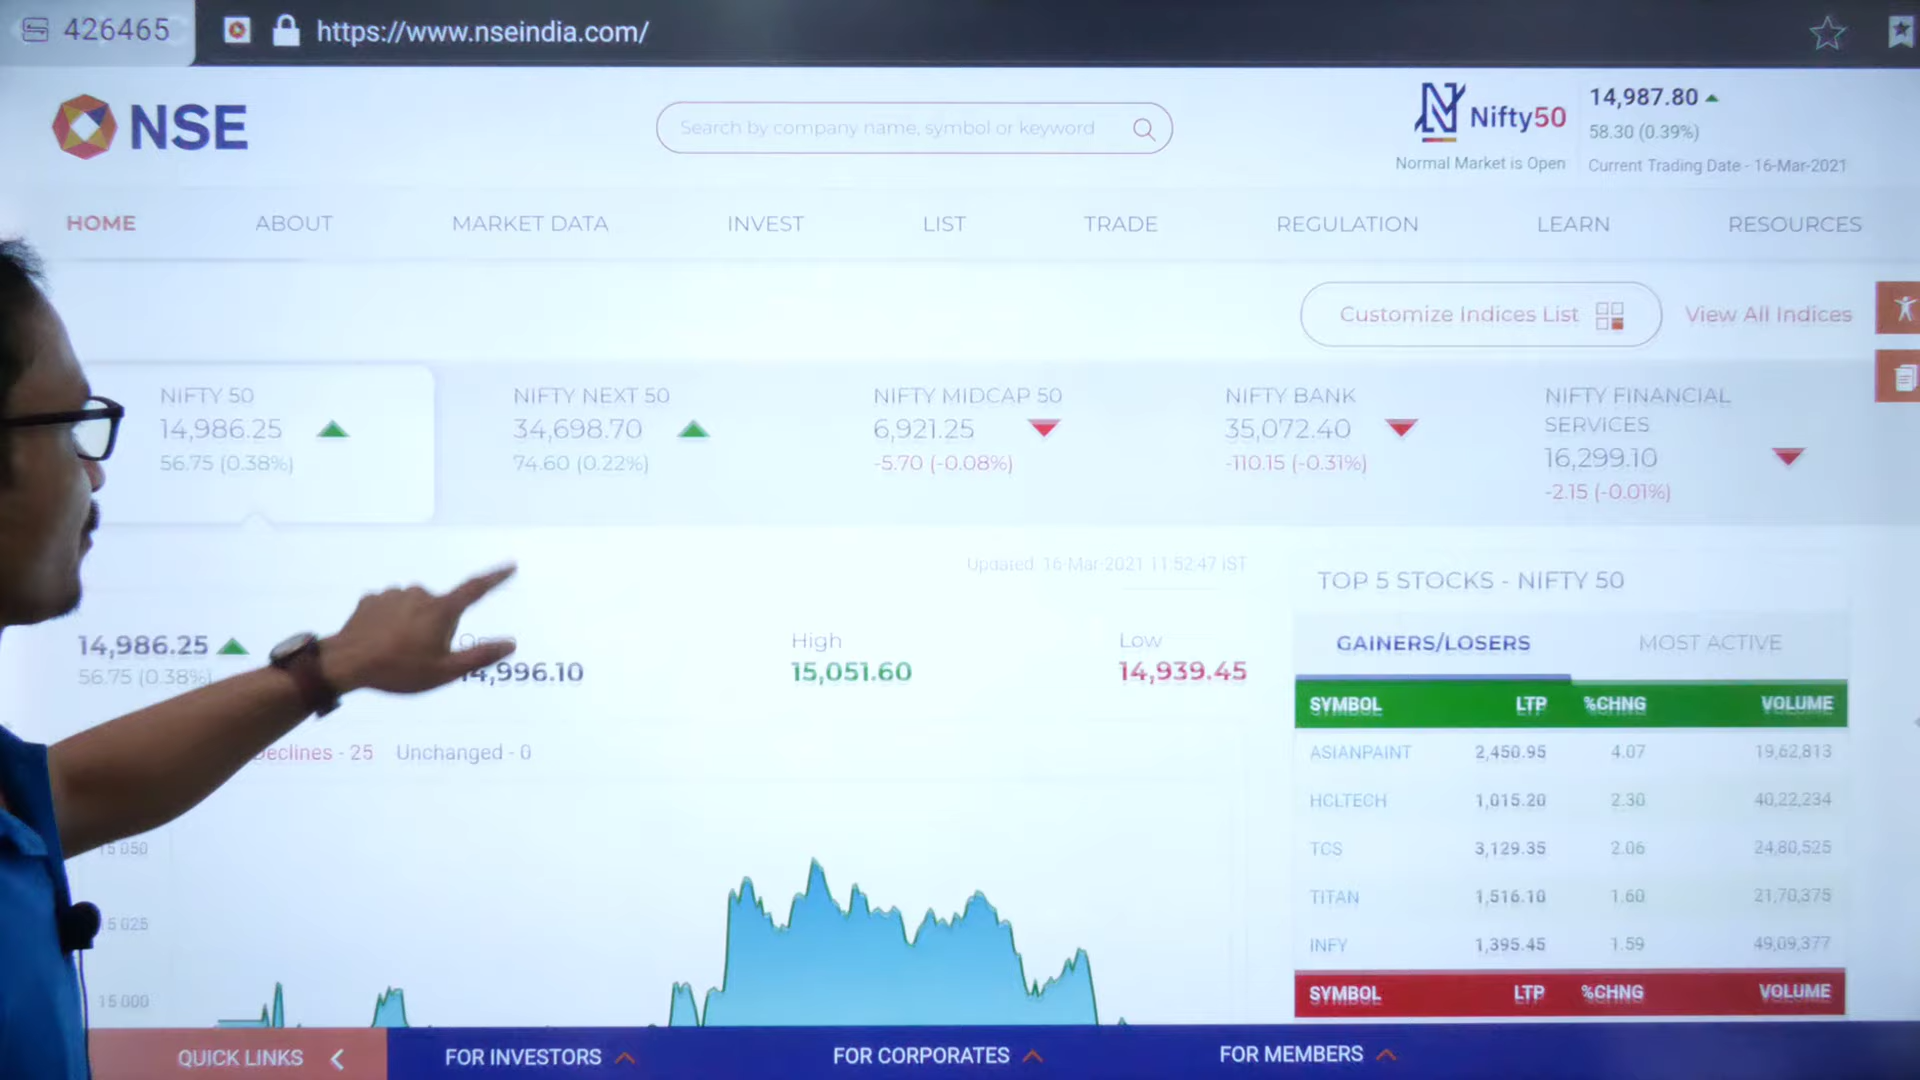 426465
https://www.nseindia.com/
NSE
Search by company name, symbol or keyword
Nifty50
Normal Market is Open
14,987.80
58.30 (0.39%)
Current Trading Date - 16-Mar-2021
HOME ABOUT MARKET DATA INVEST LIST TRADE REGULATION LEARN RESOURCES
Customize Indices List View All Indices
NIFTY 50
14,986.25
56.75 (0.38%)
NIFTY NEXT 50
34,698.70
74.60 (0.22%)
NIFTY MIDCAP 50
6,921.25
-5.70 (-0.08%)
NIFTY BANK
35,072.40
-110.15 (-0.31%)
NIFTY FINANCIAL
SERVICES
16,299.10
-2.15 (-0.01%)
Updated 16-Mar-2021 11:52:47 IST
14,986.25
56.75 (0.38%)
Open
14,996.10
High
15,051.60
Low
14,939.45
Declines - 25 Unchanged - 0
15 050
15 025
15 000
TOP 5 STOCKS - NIFTY 50
GAINERS/LOSERS MOST ACTIVE
SYMBOL LTP %CHNG VOLUME
ASIANPAINT 2,450.95 4.07 19,62,813
HCLTECH 1,015.20 2.30 40,22,234
TCS 3,129.35 2.06 24,80,525
TITAN 1,516.10 1.60 21,70,375
INFY 1,395.45 1.59 49,09,377
SYMBOL LTP %CHNG VOLUME
QUICK LINKS FOR INVESTORS FOR CORPORATES FOR MEMBERS